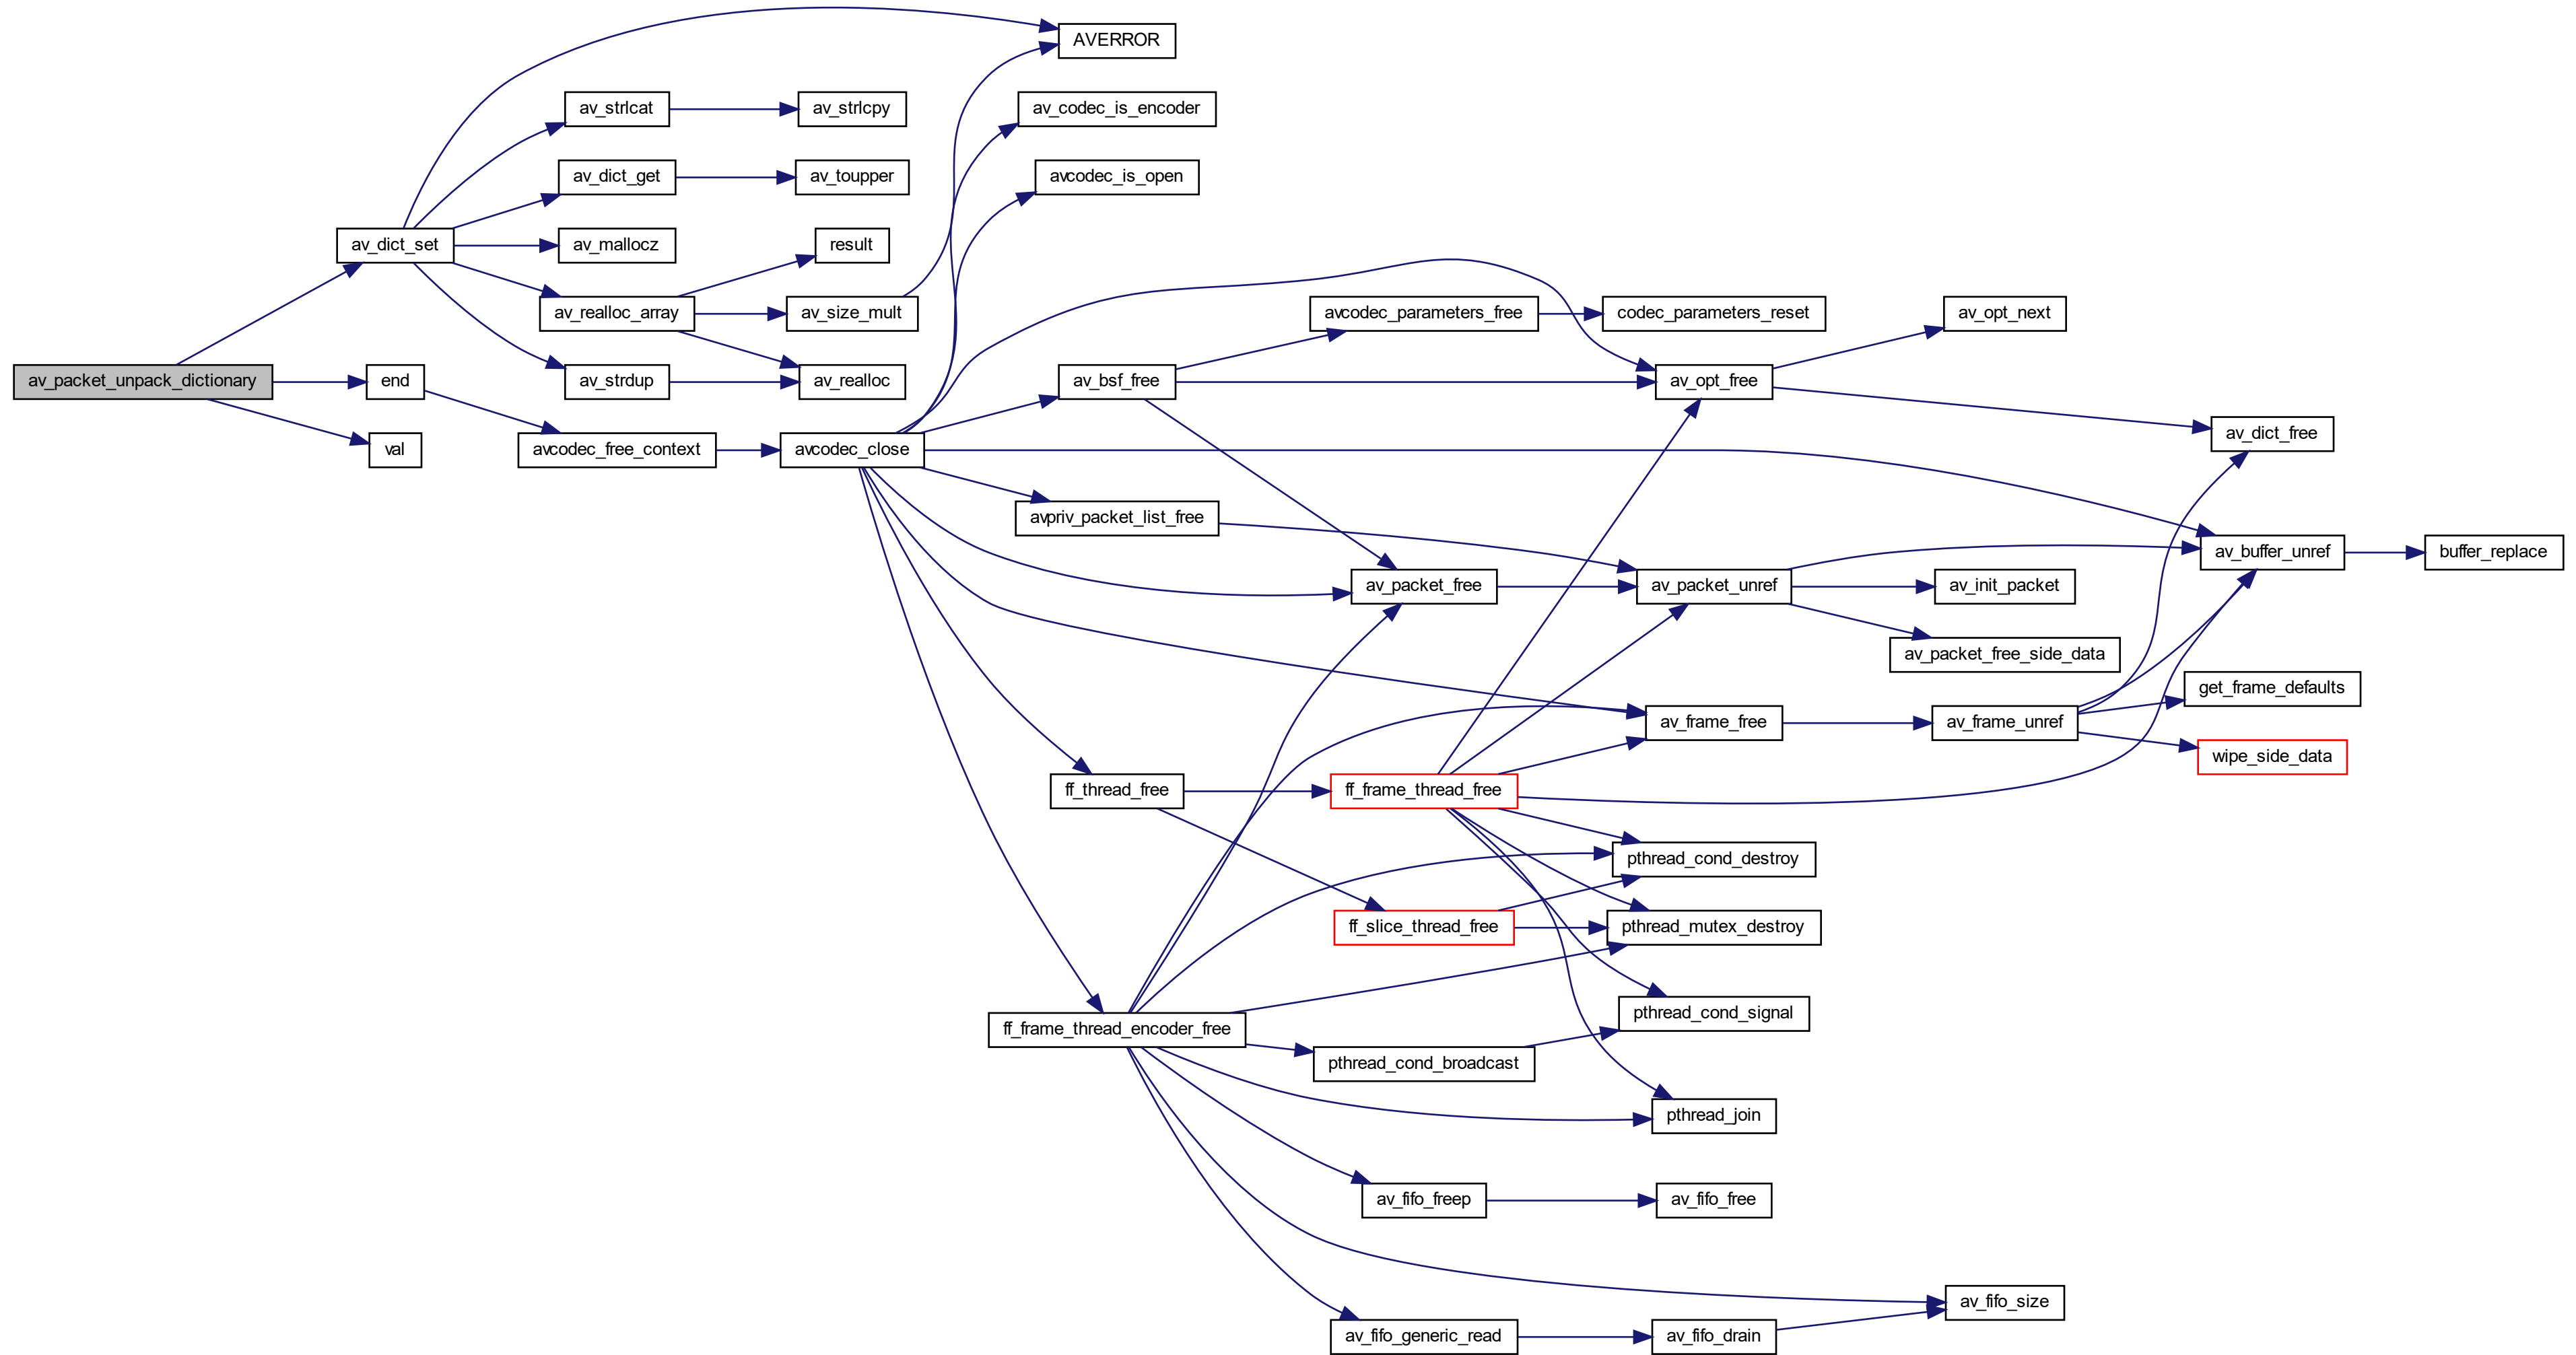 AVERROR
av_strlcat
av_strlcpy
av_codec_is_encoder
av_dict_get
av_toupper
avcodec_is_open
av_dict_set
av_mallocz
result
av_realloc_array
av_size_mult
avcodec_parameters_free
codec_parameters_reset
av_opt_next
av_packet_unpack_dictionary
end
av_strdup
av_realloc
av_bsf_free
av_opt_free
val
avcodec_free_context
avcodec_close
av_dict_free
avpriv_packet_list_free
av_buffer_unref
buffer_replace
av_packet_free
av_packet_unref
av_init_packet
av_packet_free_side_data
get_frame_defaults
av_frame_free
av_frame_unref
wipe_side_data
ff_thread_free
ff_frame_thread_free
pthread_cond_destroy
ff_slice_thread_free
pthread_mutex_destroy
pthread_cond_signal
ff_frame_thread_encoder_free
pthread_cond_broadcast
pthread_join
av_fifo_freep
av_fifo_free
av_fifo_size
av_fifo_generic_read
av_fifo_drain